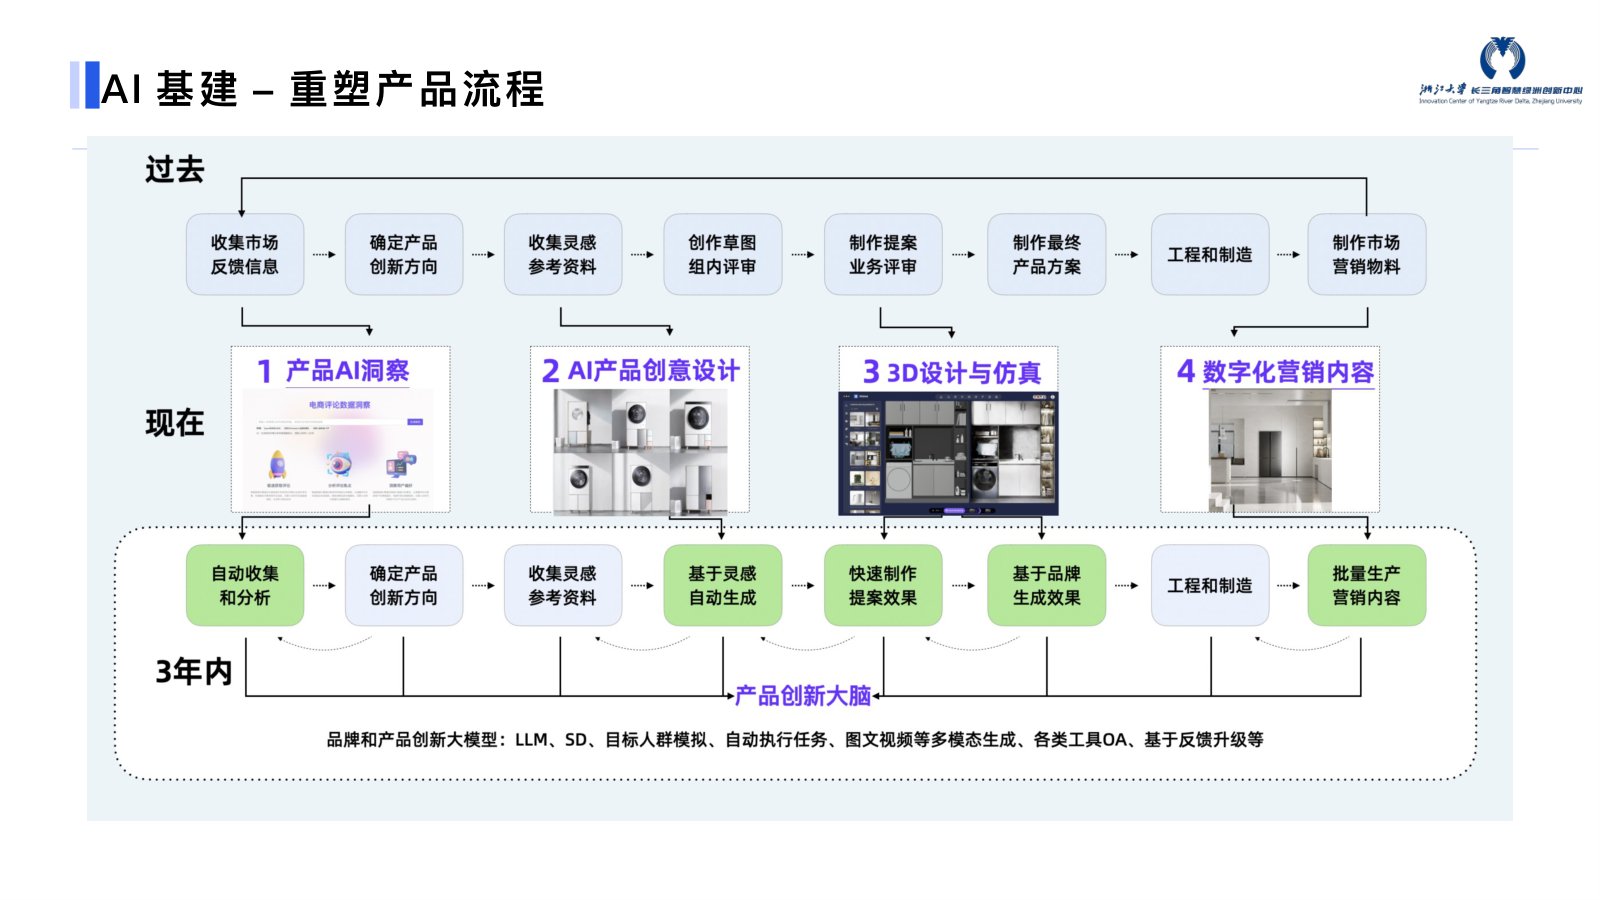 AI 基建 – 重塑产品流程
浙江大学 长三角智慧绿洲创新中心
Innovation Center of Yangtze River Delta, Zhejiang University
过去
收集市场
反馈信息
确定产品
创新方向
收集灵感
参考资料
创作草图
组内评审
制作提案
业务评审
制作最终
产品方案
工程和制造
制作市场
营销物料
现在
1 产品AI洞察
电商评论数据洞察
2 AI产品创意设计
3 3D设计与仿真
4 数字化营销内容
自动收集
和分析
确定产品
创新方向
收集灵感
参考资料
基于灵感
自动生成
快速制作
提案效果
基于品牌
生成效果
工程和制造
批量生产
营销内容
3年内
产品创新大脑
品牌和产品创新大模型：LLM、SD、目标人群模拟、自动执行任务、图文视频等多模态生成、各类工具OA、基于反馈升级等